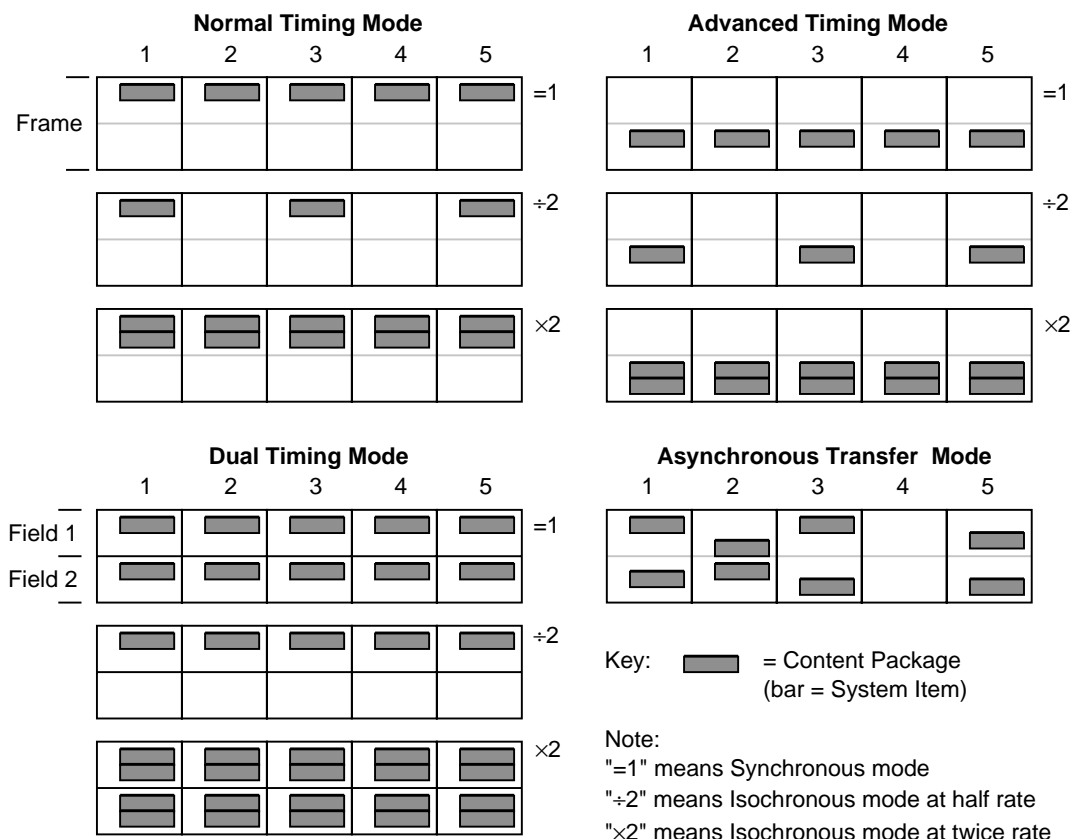 Normal Timing Mode
1 2 3 4 5
=1
Frame
÷2
×2
Advanced Timing Mode
1 2 3 4 5
=1
÷2
×2
Dual Timing Mode
1 2 3 4 5
Field 1
=1
Field 2
÷2
×2
Asynchronous Transfer Mode
1 2 3 4 5
Key:
= Content Package
(bar = System Item)
Note:
"=1" means Synchronous mode
"÷2" means Isochronous mode at half rate
"×2" means Isochronous mode at twice rate